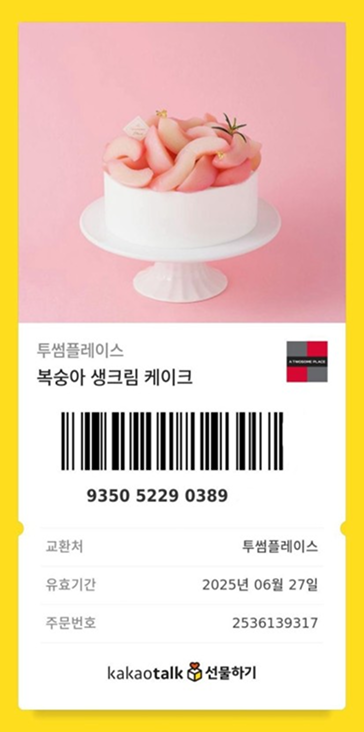 투썸플레이스
복숭아 생크림 케이크
A TWOSOME PLACE
9350 5229 0389
교환처 투썸플레이스
유효기간 2025년 06월 27일
주문번호 2536139317
kakaotalk 선물하기